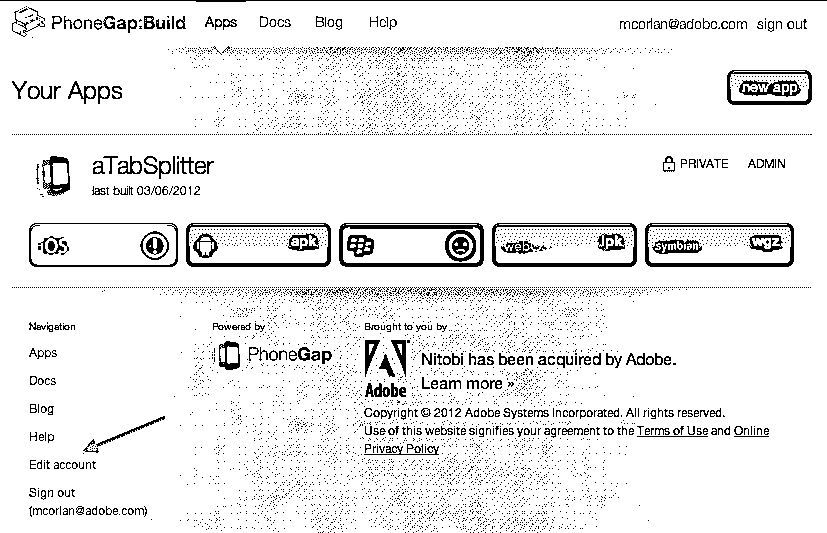 PhoneGap:Build Apps Docs Blog Help mcorlan@adobe.com sign out
Your Apps
new app
aTabSplitter
PRIVATE ADMIN
last built 03/06/2012
iOS apk web ipk symbian wgz
Navigation
Apps
Docs
Blog
Help
Edit account
Sign out
(mcorlan@adobe.com)
Powered by
PhoneGap
Brought to you by
Adobe
Nitobi has been acquired by Adobe.
Learn more »
Copyright © 2012 Adobe Systems Incorporated. All rights reserved.
Use of this website signifies your agreement to the Terms of Use and Online
Privacy Policy